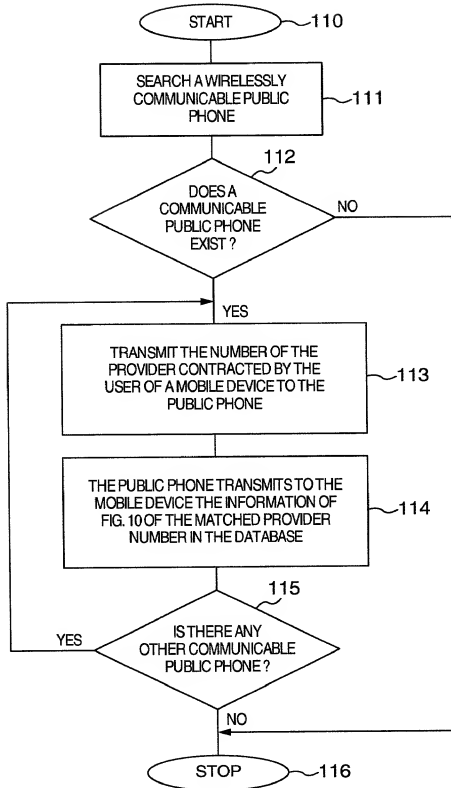 START
110
SEARCH A WIRELESSLY
COMMUNICABLE PUBLIC
PHONE
111
112
DOES A
COMMUNICABLE
PUBLIC PHONE
EXIST ?
NO
YES
TRANSMIT THE NUMBER OF THE
PROVIDER CONTRACTED BY THE
USER OF A MOBILE DEVICE TO THE
PUBLIC PHONE
113
THE PUBLIC PHONE TRANSMITS TO THE
MOBILE DEVICE THE INFORMATION OF
FIG. 10 OF THE MATCHED PROVIDER
NUMBER IN THE DATABASE
114
115
YES
IS THERE ANY
OTHER COMMUNICABLE
PUBLIC PHONE ?
NO
STOP
116